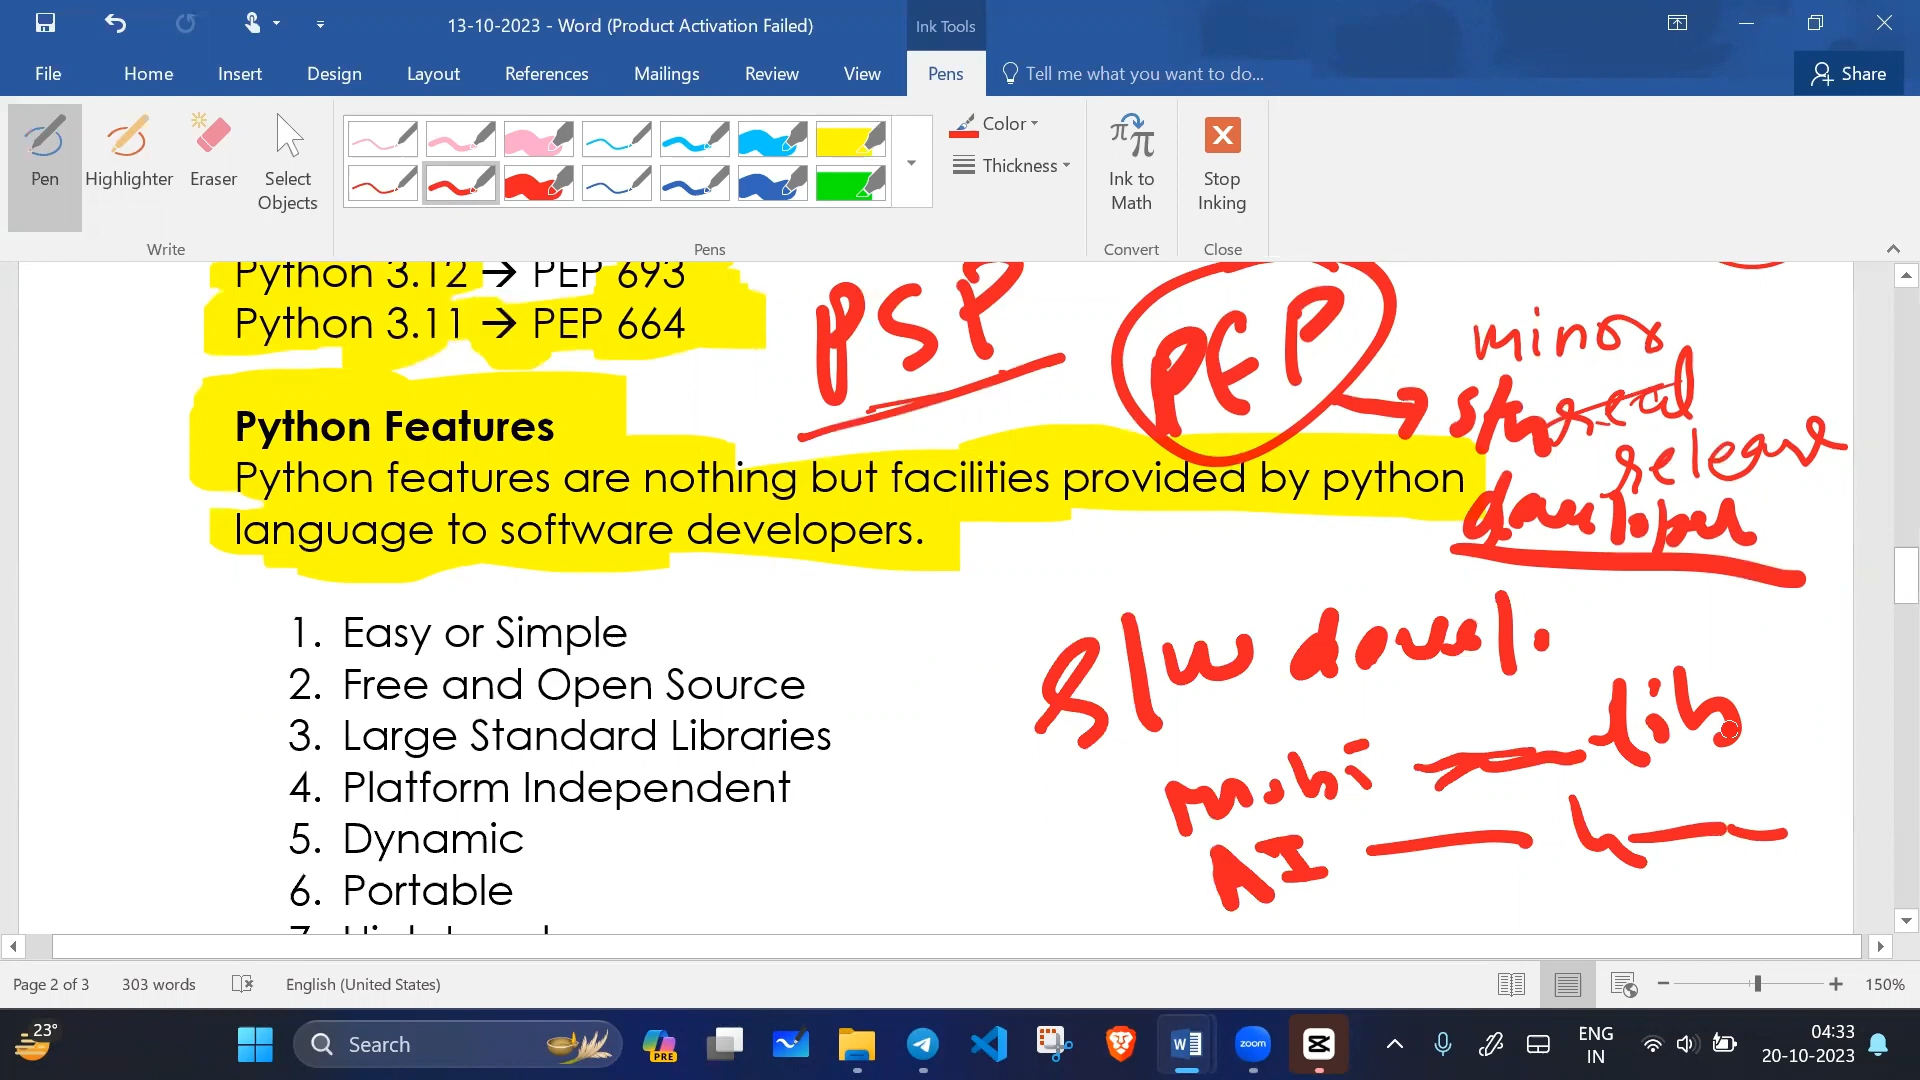 13-10-2023 - Word (Product Activation Failed)
Ink Tools
File Home Insert Design Layout References Mailings Review View Pens Tell me what you want to do... Share
Pen Highlighter Eraser Select Objects
Color
Thickness
Ink to Math
Stop Inking
Write Pens Convert Close
Python 3.12 → PEP 693
Python 3.11 → PEP 664
PSP PEP
minor
release
developer
Python Features
Python features are nothing but facilities provided by python
language to software developers.
1. Easy or Simple
2. Free and Open Source
3. Large Standard Libraries
4. Platform Independent
5. Dynamic
6. Portable
S/w devel.
mobi lib
AI
Page 2 of 3 303 words English (United States) 150%
23°
Search
PRE
zoom
ENG
IN
04:33
20-10-2023